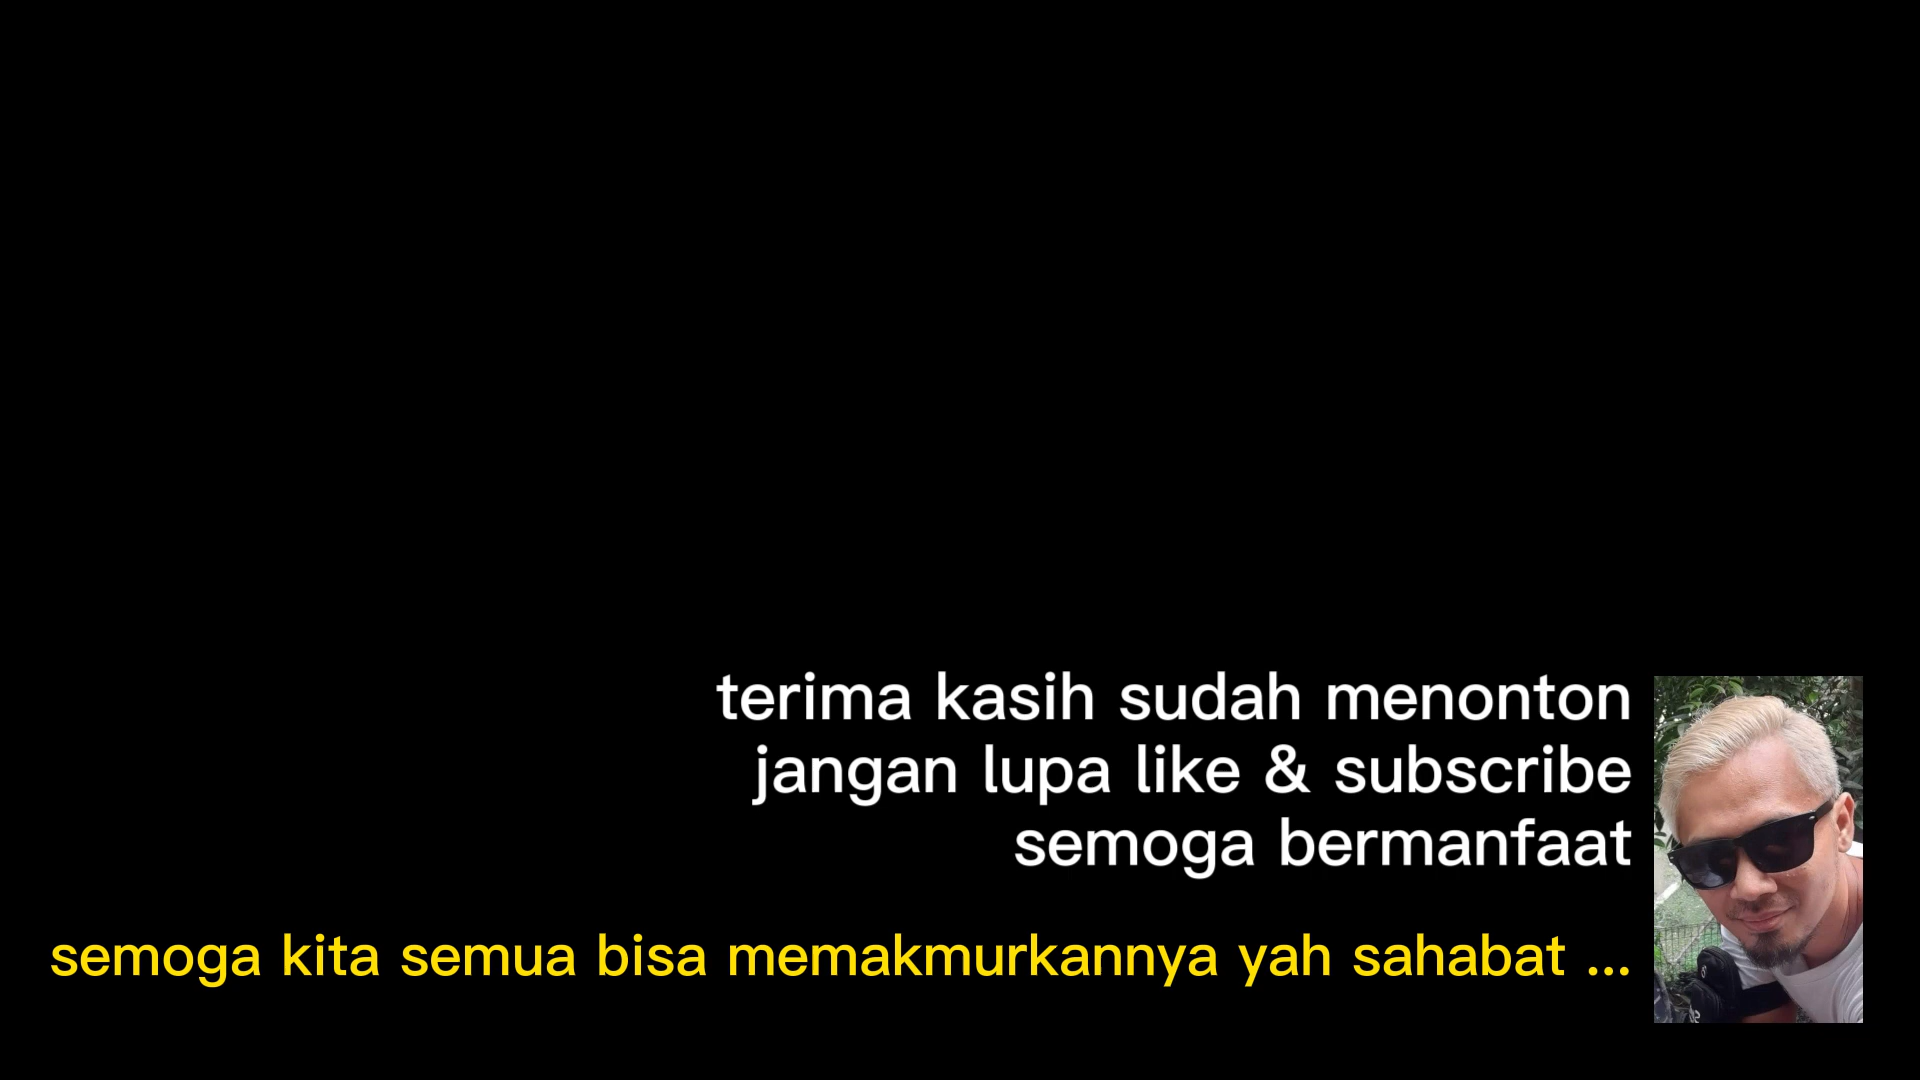 terima kasih sudah menonton
jangan lupa like & subscribe
semoga bermanfaat
semoga kita semua bisa memakmurkannya yah sahabat ...